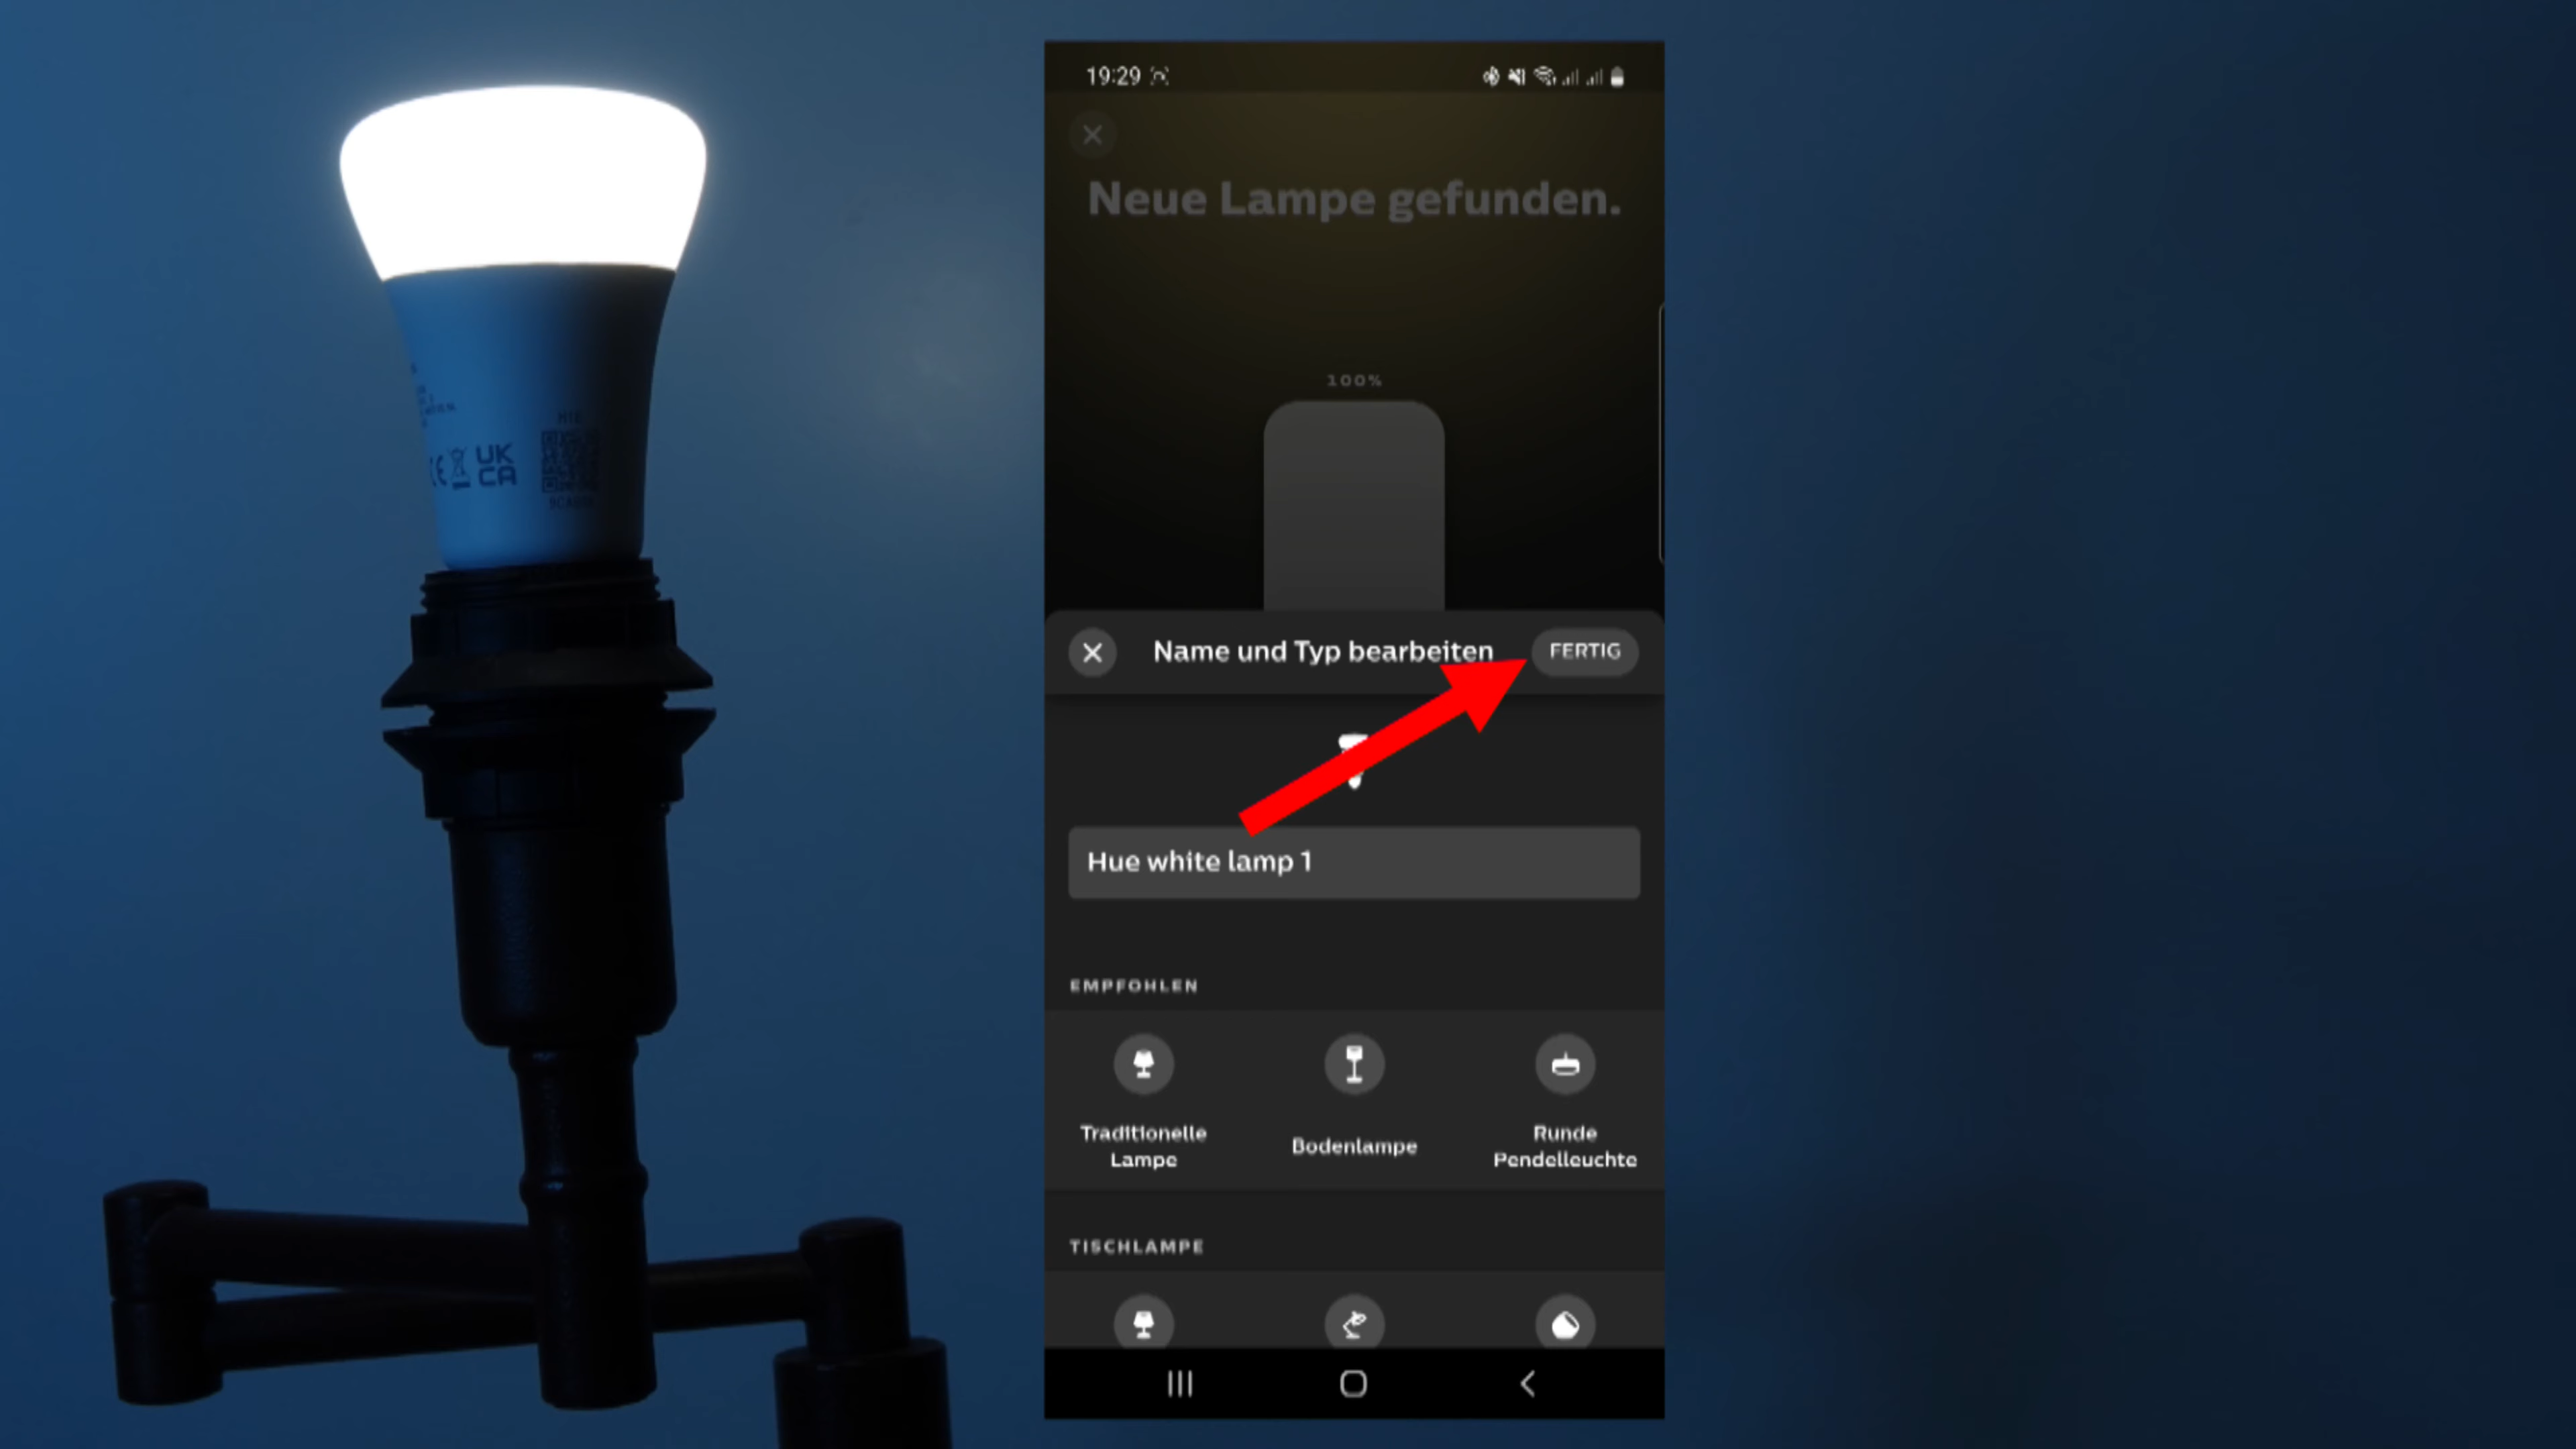 UK
CA
19:29
Neue Lampe gefunden.
100%
Name und Typ bearbeiten
FERTIG
Hue white lamp 1
EMPFOHLEN
Traditionelle
Lampe
Bodenlampe
Runde
Pendelleuchte
TISCHLAMPE